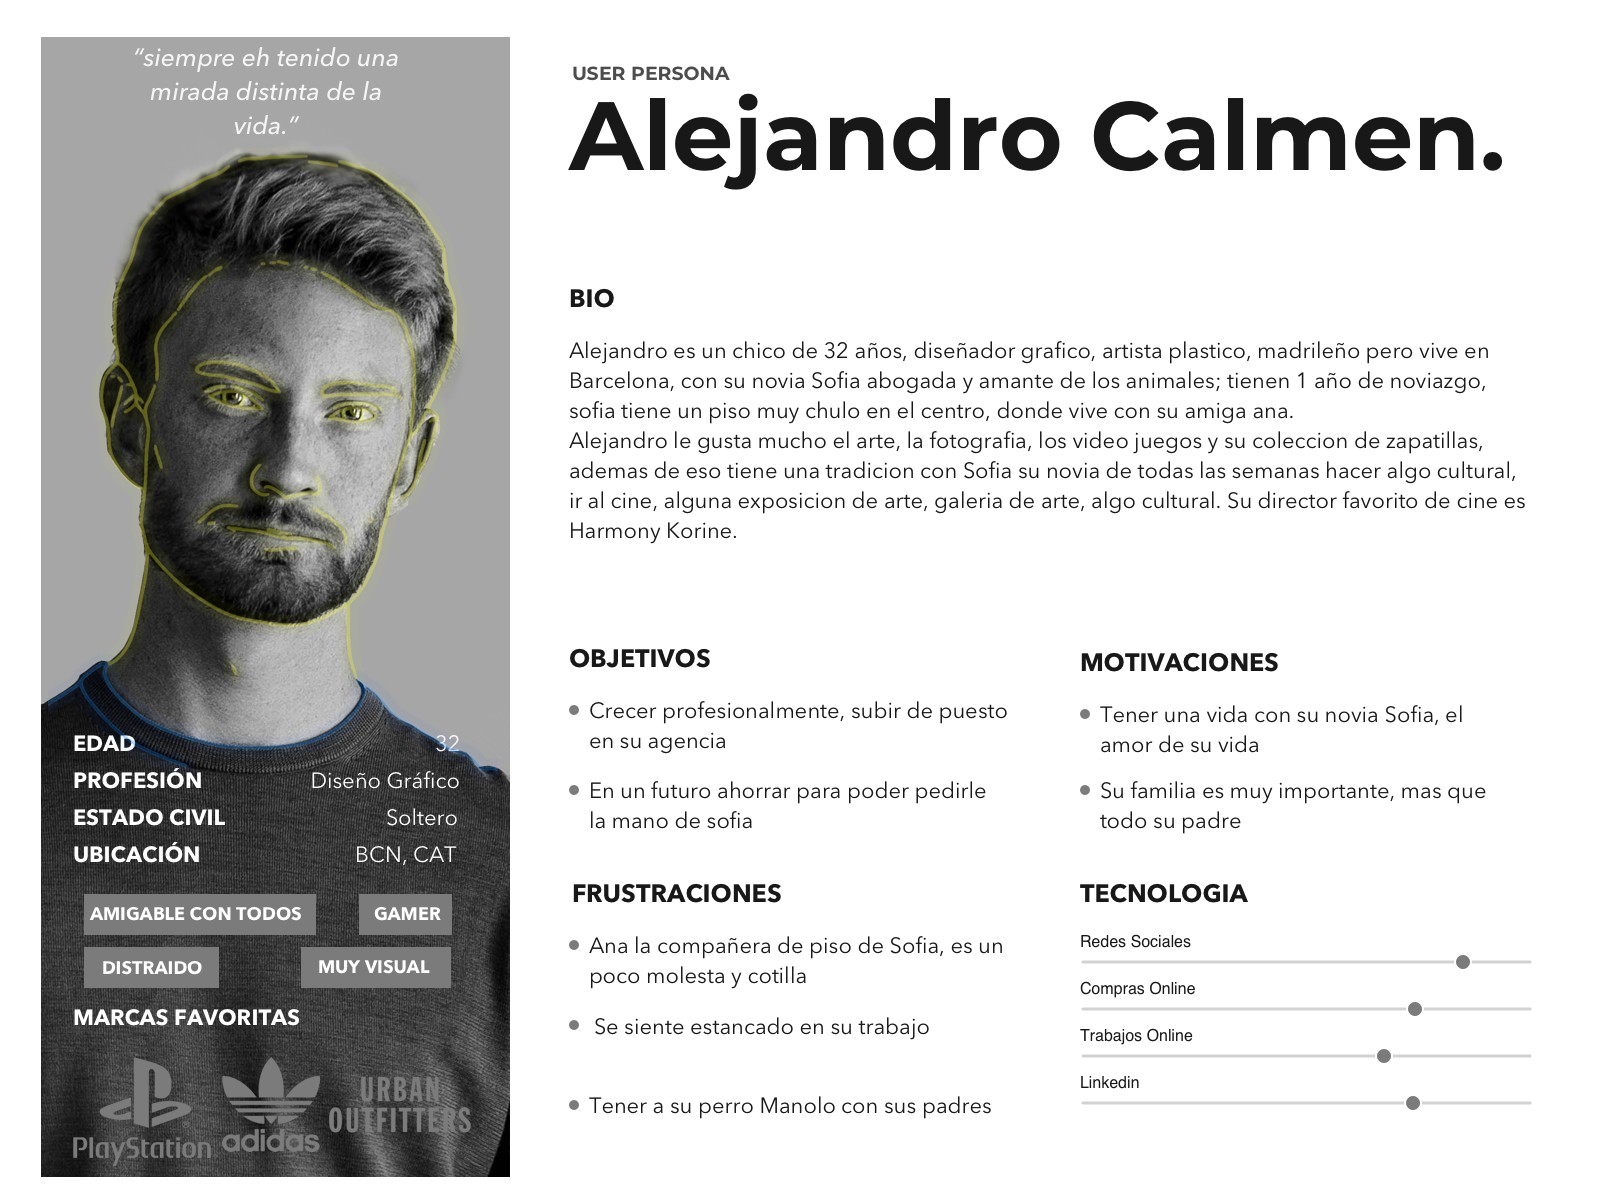 “siempre eh tenido una
mirada distinta de la
vida.”
EDAD 32
PROFESIÓN Diseño Gráfico
ESTADO CIVIL Soltero
UBICACIÓN BCN, CAT
AMIGABLE CON TODOS GAMER
DISTRAIDO MUY VISUAL
MARCAS FAVORITAS
PlayStation
adidas
URBAN
OUTFITTERS
USER PERSONA
Alejandro Calmen.
BIO
Alejandro es un chico de 32 años, diseñador grafico, artista plastico, madrileño pero vive en
Barcelona, con su novia Sofia abogada y amante de los animales; tienen 1 año de noviazgo,
sofia tiene un piso muy chulo en el centro, donde vive con su amiga ana.
Alejandro le gusta mucho el arte, la fotografia, los video juegos y su coleccion de zapatillas,
ademas de eso tiene una tradicion con Sofia su novia de todas las semanas hacer algo cultural,
ir al cine, alguna exposicion de arte, galeria de arte, algo cultural. Su director favorito de cine es
Harmony Korine.
OBJETIVOS
Crecer profesionalmente, subir de puesto
en su agencia
En un futuro ahorrar para poder pedirle
la mano de sofia
MOTIVACIONES
Tener una vida con su novia Sofia, el
amor de su vida
Su familia es muy importante, mas que
todo su padre
FRUSTRACIONES
Ana la compañera de piso de Sofia, es un
poco molesta y cotilla
Se siente estancado en su trabajo
Tener a su perro Manolo con sus padres
TECNOLOGIA
Redes Sociales
Compras Online
Trabajos Online
Linkedin